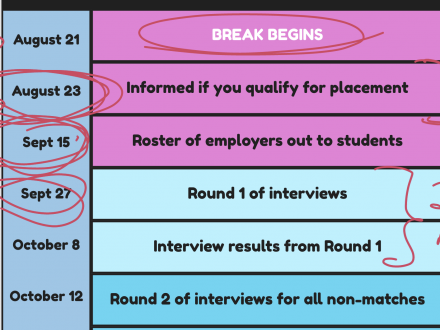 August 21 BREAK BEGINS
August 23 Informed if you qualify for placement
Sept 15 Roster of employers out to students
Sept 27 Round 1 of interviews
October 8 Interview results from Round 1
October 12 Round 2 of interviews for all non-matches